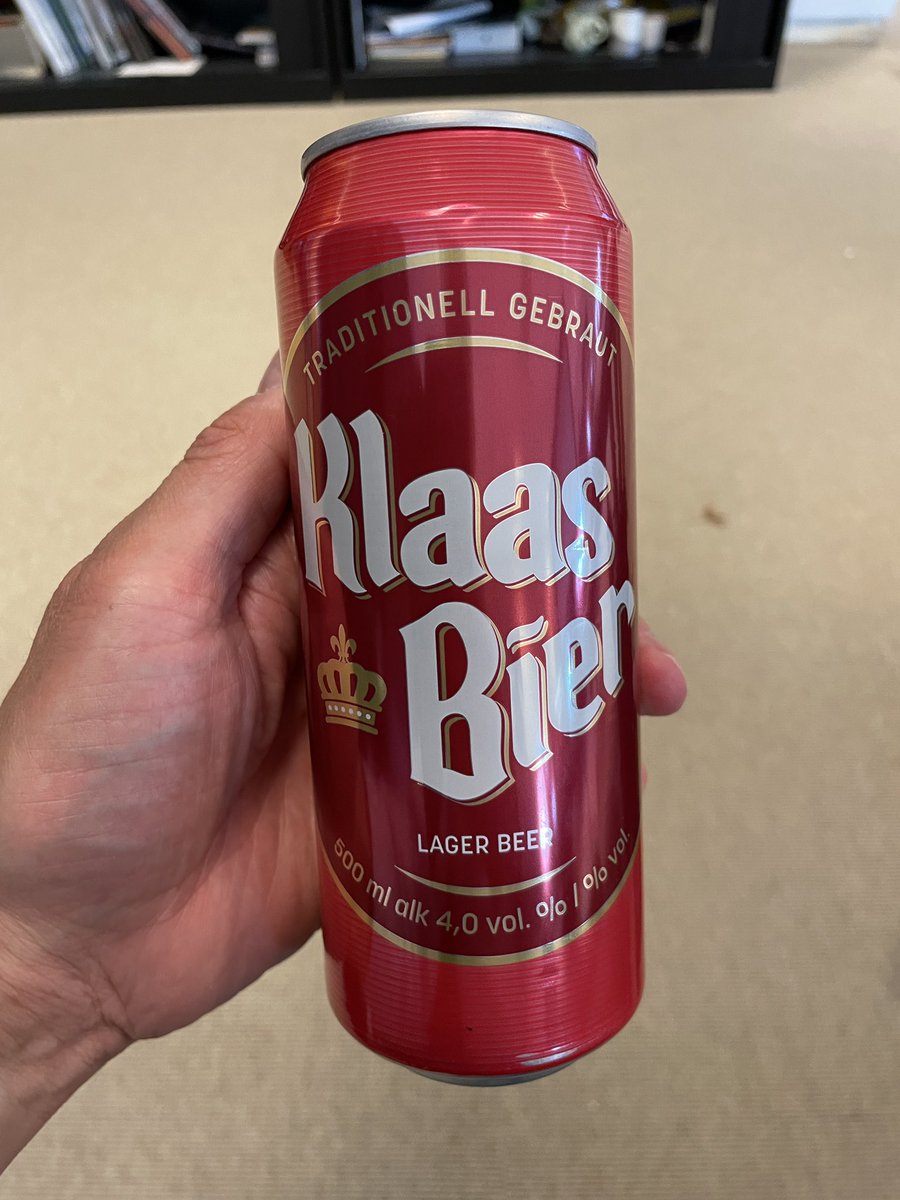 TRADITIONELL GEBRAUT
Klaas
Bier
LAGER BEER
500 ml alk 4,0 vol. % / % vol.